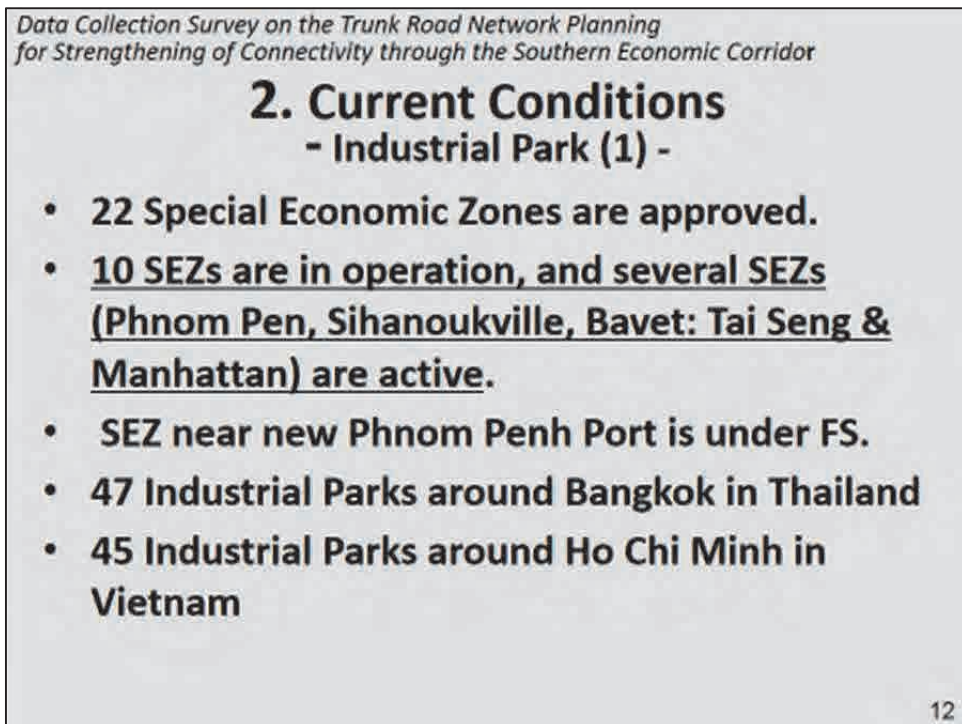 Data Collection Survey on the Trunk Road Network Planning
for Strengthening of Connectivity through the Southern Economic Corridor
2. Current Conditions
- Industrial Park (1) -
• 22 Special Economic Zones are approved.
• 10 SEZs are in operation, and several SEZs
(Phnom Pen, Sihanoukville, Bavet: Tai Seng &
Manhattan) are active.
• SEZ near new Phnom Penh Port is under FS.
• 47 Industrial Parks around Bangkok in Thailand
• 45 Industrial Parks around Ho Chi Minh in
Vietnam
12